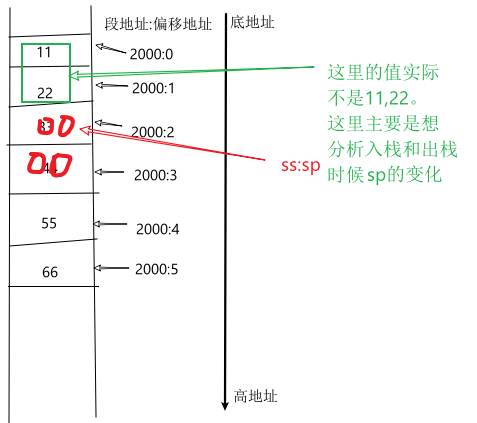 段地址:偏移地址
底地址
11
2000:0
22
2000:1
00
2000:2
ss:sp
00
2000:3
55
2000:4
66
2000:5
高地址
这里的值实际
不是11,22。
这里主要是想
分析入栈和出栈
时候sp的变化